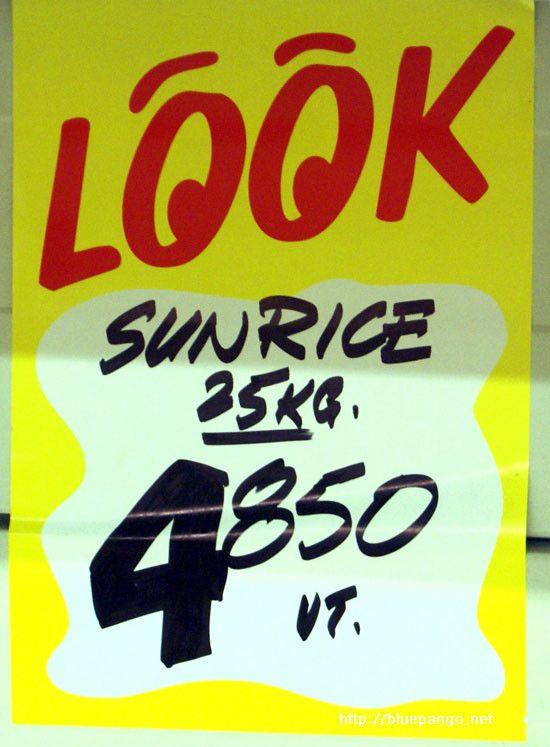 LOOK
SUNRICE
25KG.
4850
VT.
http://bluepango.net